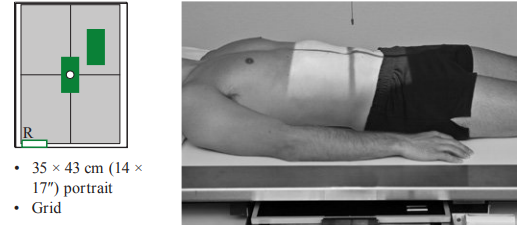 R
• 35 × 43 cm (14 ×
17″) portrait
• Grid